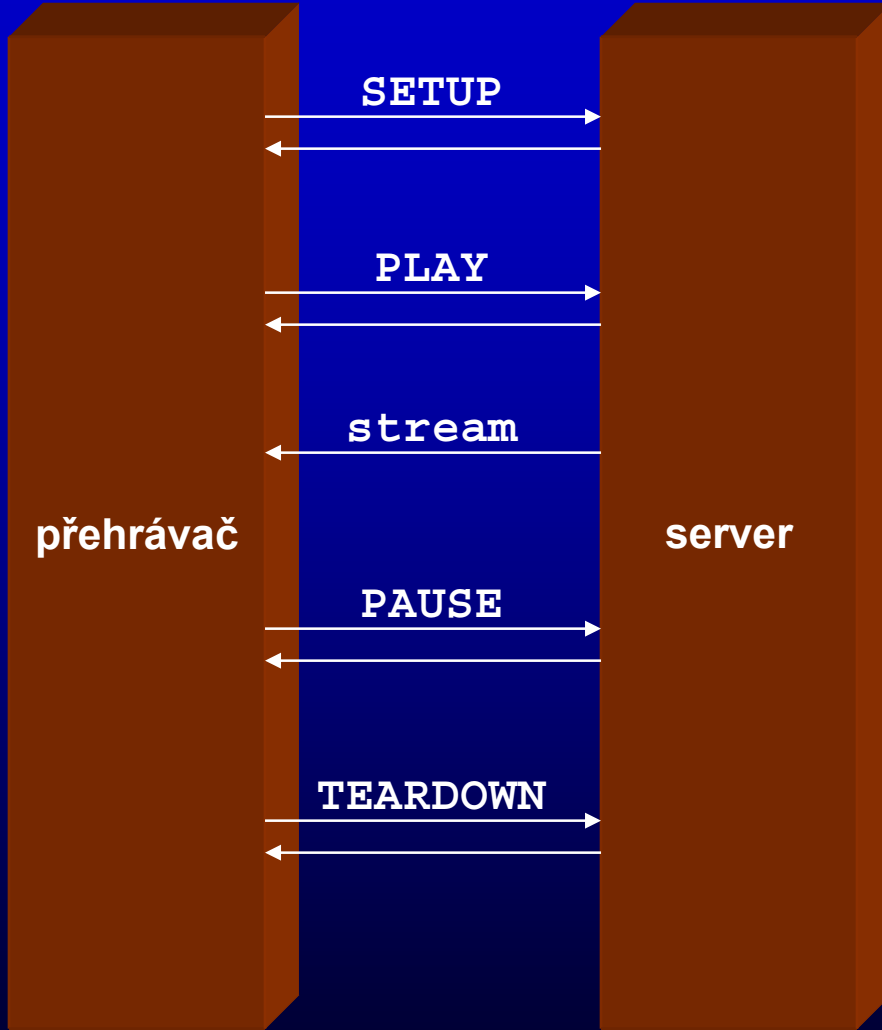 SETUP
PLAY
stream
přehrávač
server
PAUSE
TEARDOWN